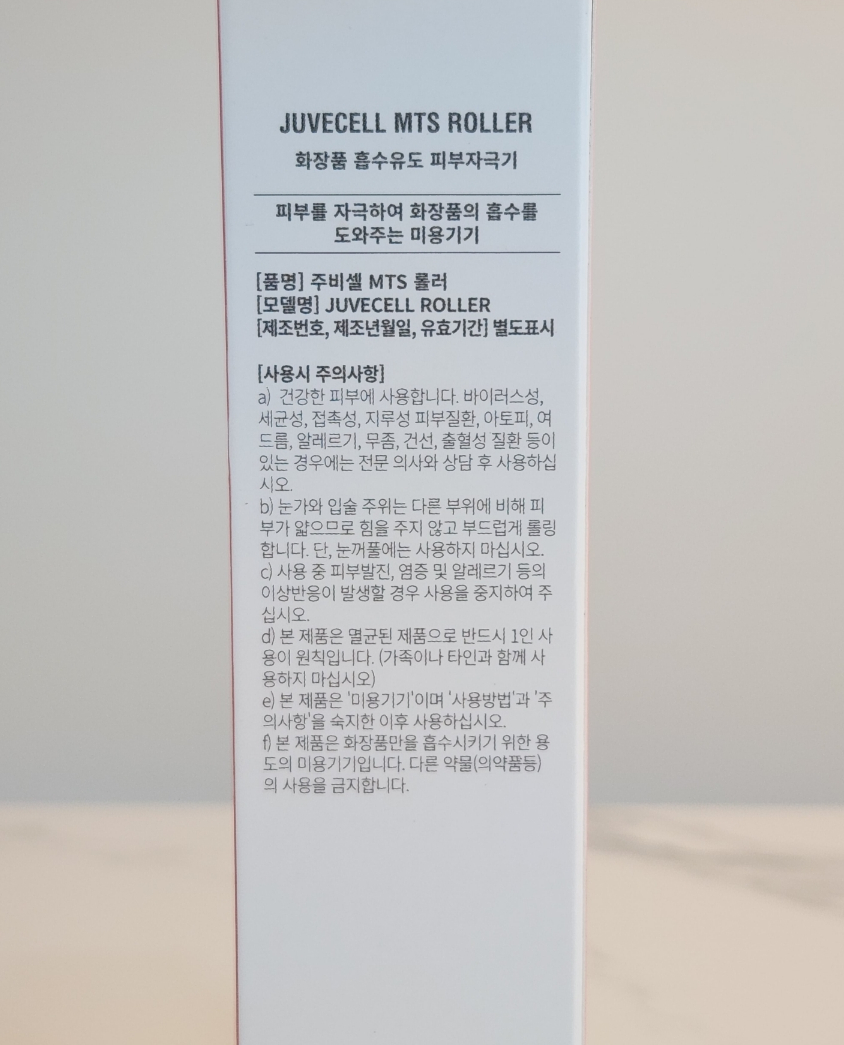 JUVECELL MTS ROLLER
화장품 흡수유도 피부자극기
피부를 자극하여 화장품의 흡수를
도와주는 미용기기
[품명] 주비셀 MTS 롤러
[모델명] JUVECELL ROLLER
[제조번호, 제조년월일, 유효기간] 별도표시
[사용시 주의사항]
a) 건강한 피부에 사용합니다. 바이러스성,
세균성, 접촉성, 지루성 피부질환, 아토피, 여
드름, 알레르기, 무좀, 건선, 출혈성 질환 등이
있는 경우에는 전문 의사와 상담 후 사용하십
시오.
b) 눈가와 입술 주위는 다른 부위에 비해 피
부가 얇으므로 힘을 주지 않고 부드럽게 롤링
합니다. 단, 눈꺼풀에는 사용하지 마십시오.
c) 사용 중 피부발진, 염증 및 알레르기 등의
이상반응이 발생할 경우 사용을 중지하여 주
십시오.
d) 본 제품은 멸균된 제품으로 반드시 1인 사
용이 원칙입니다. (가족이나 타인과 함께 사
용하지 마십시오)
e) 본 제품은 '미용기기'이며 '사용방법'과 '주
의사항'을 숙지한 이후 사용하십시오.
f) 본 제품은 화장품만을 흡수시키기 위한 용
도의 미용기기입니다. 다른 약물(의약품등)
의 사용을 금지합니다.